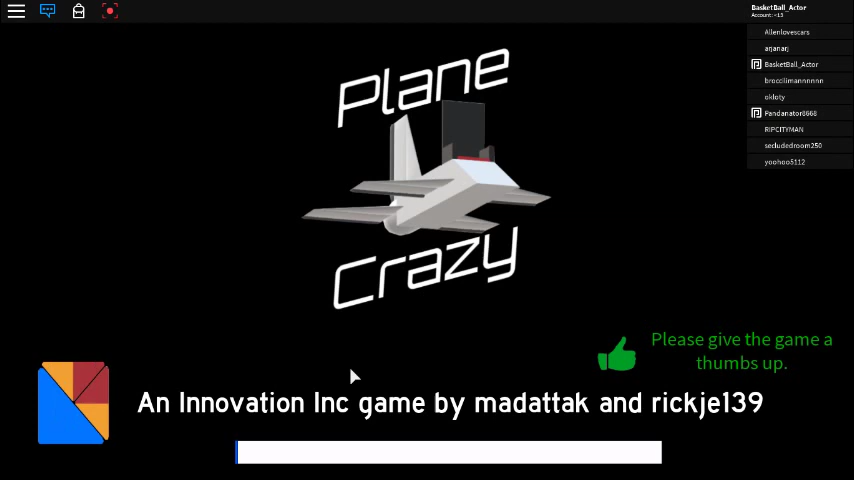 BasketBall_Actor
Account: <13
Allenlovescars
arjanarj
BasketBall_Actor
broccilimannnnnn
okloty
Pandanator8668
RIPCITYMAN
secludedroom250
yoohoo5112
Plane
Crazy
Please give the game a
thumbs up.
An Innovation Inc game by madattak and rickje139